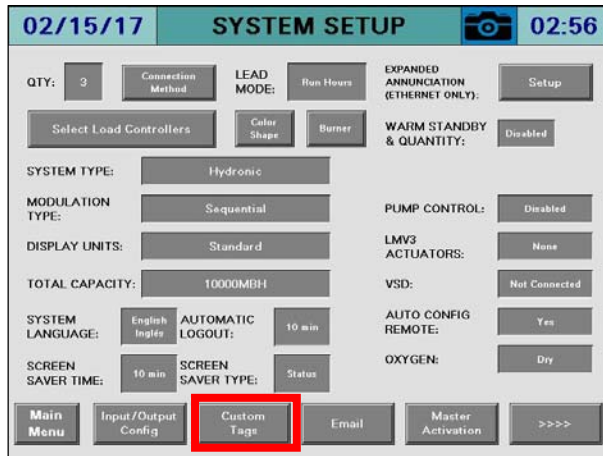 02/15/17 SYSTEM SETUP 02:56
QTY: 3 Connection Method LEAD MODE: Run Hours EXPANDED ANNUNCIATION (ETHERNET ONLY): Setup
Select Load Controllers Color Shape Burner WARM STANDBY & QUANTITY: Disabled
SYSTEM TYPE: Hydronic
MODULATION TYPE: Sequential PUMP CONTROL: Disabled
DISPLAY UNITS: Standard LMV3 ACTUATORS: None
TOTAL CAPACITY: 10000MBH VSD: Not Connected
SYSTEM LANGUAGE: English Inglés AUTOMATIC LOGOUT: 10 min AUTO CONFIG REMOTE: Yes
SCREEN SAVER TIME: 10 min SCREEN SAVER TYPE: Status OXYGEN: Dry
Main Menu Input/Output Config Custom Tags Email Master Activation >>>>